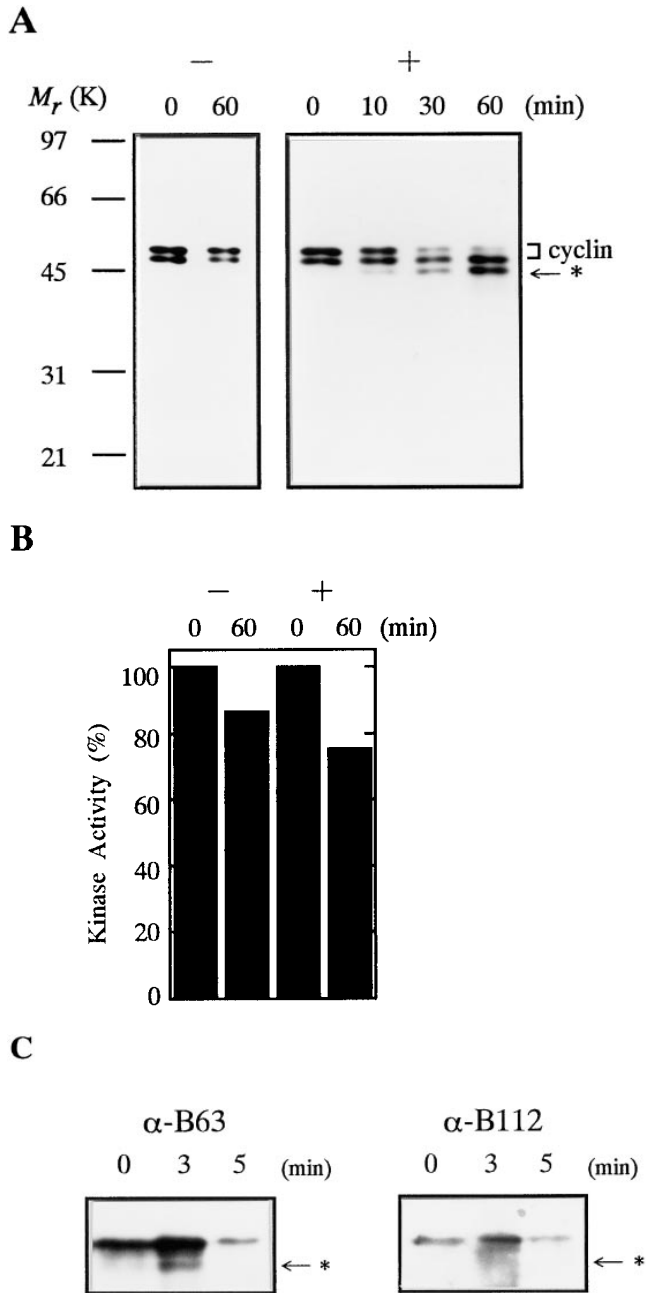 A
− +
Mr (K) 0 60 0 10 30 60 (min)
97
66
cyclin
45
← *
31
21
B
− +
0 60 0 60 (min)
Kinase Activity (%)
100
80
60
40
20
0
C
α-B63 α-B112
0 3 5 (min) 0 3 5 (min)
← * ← *